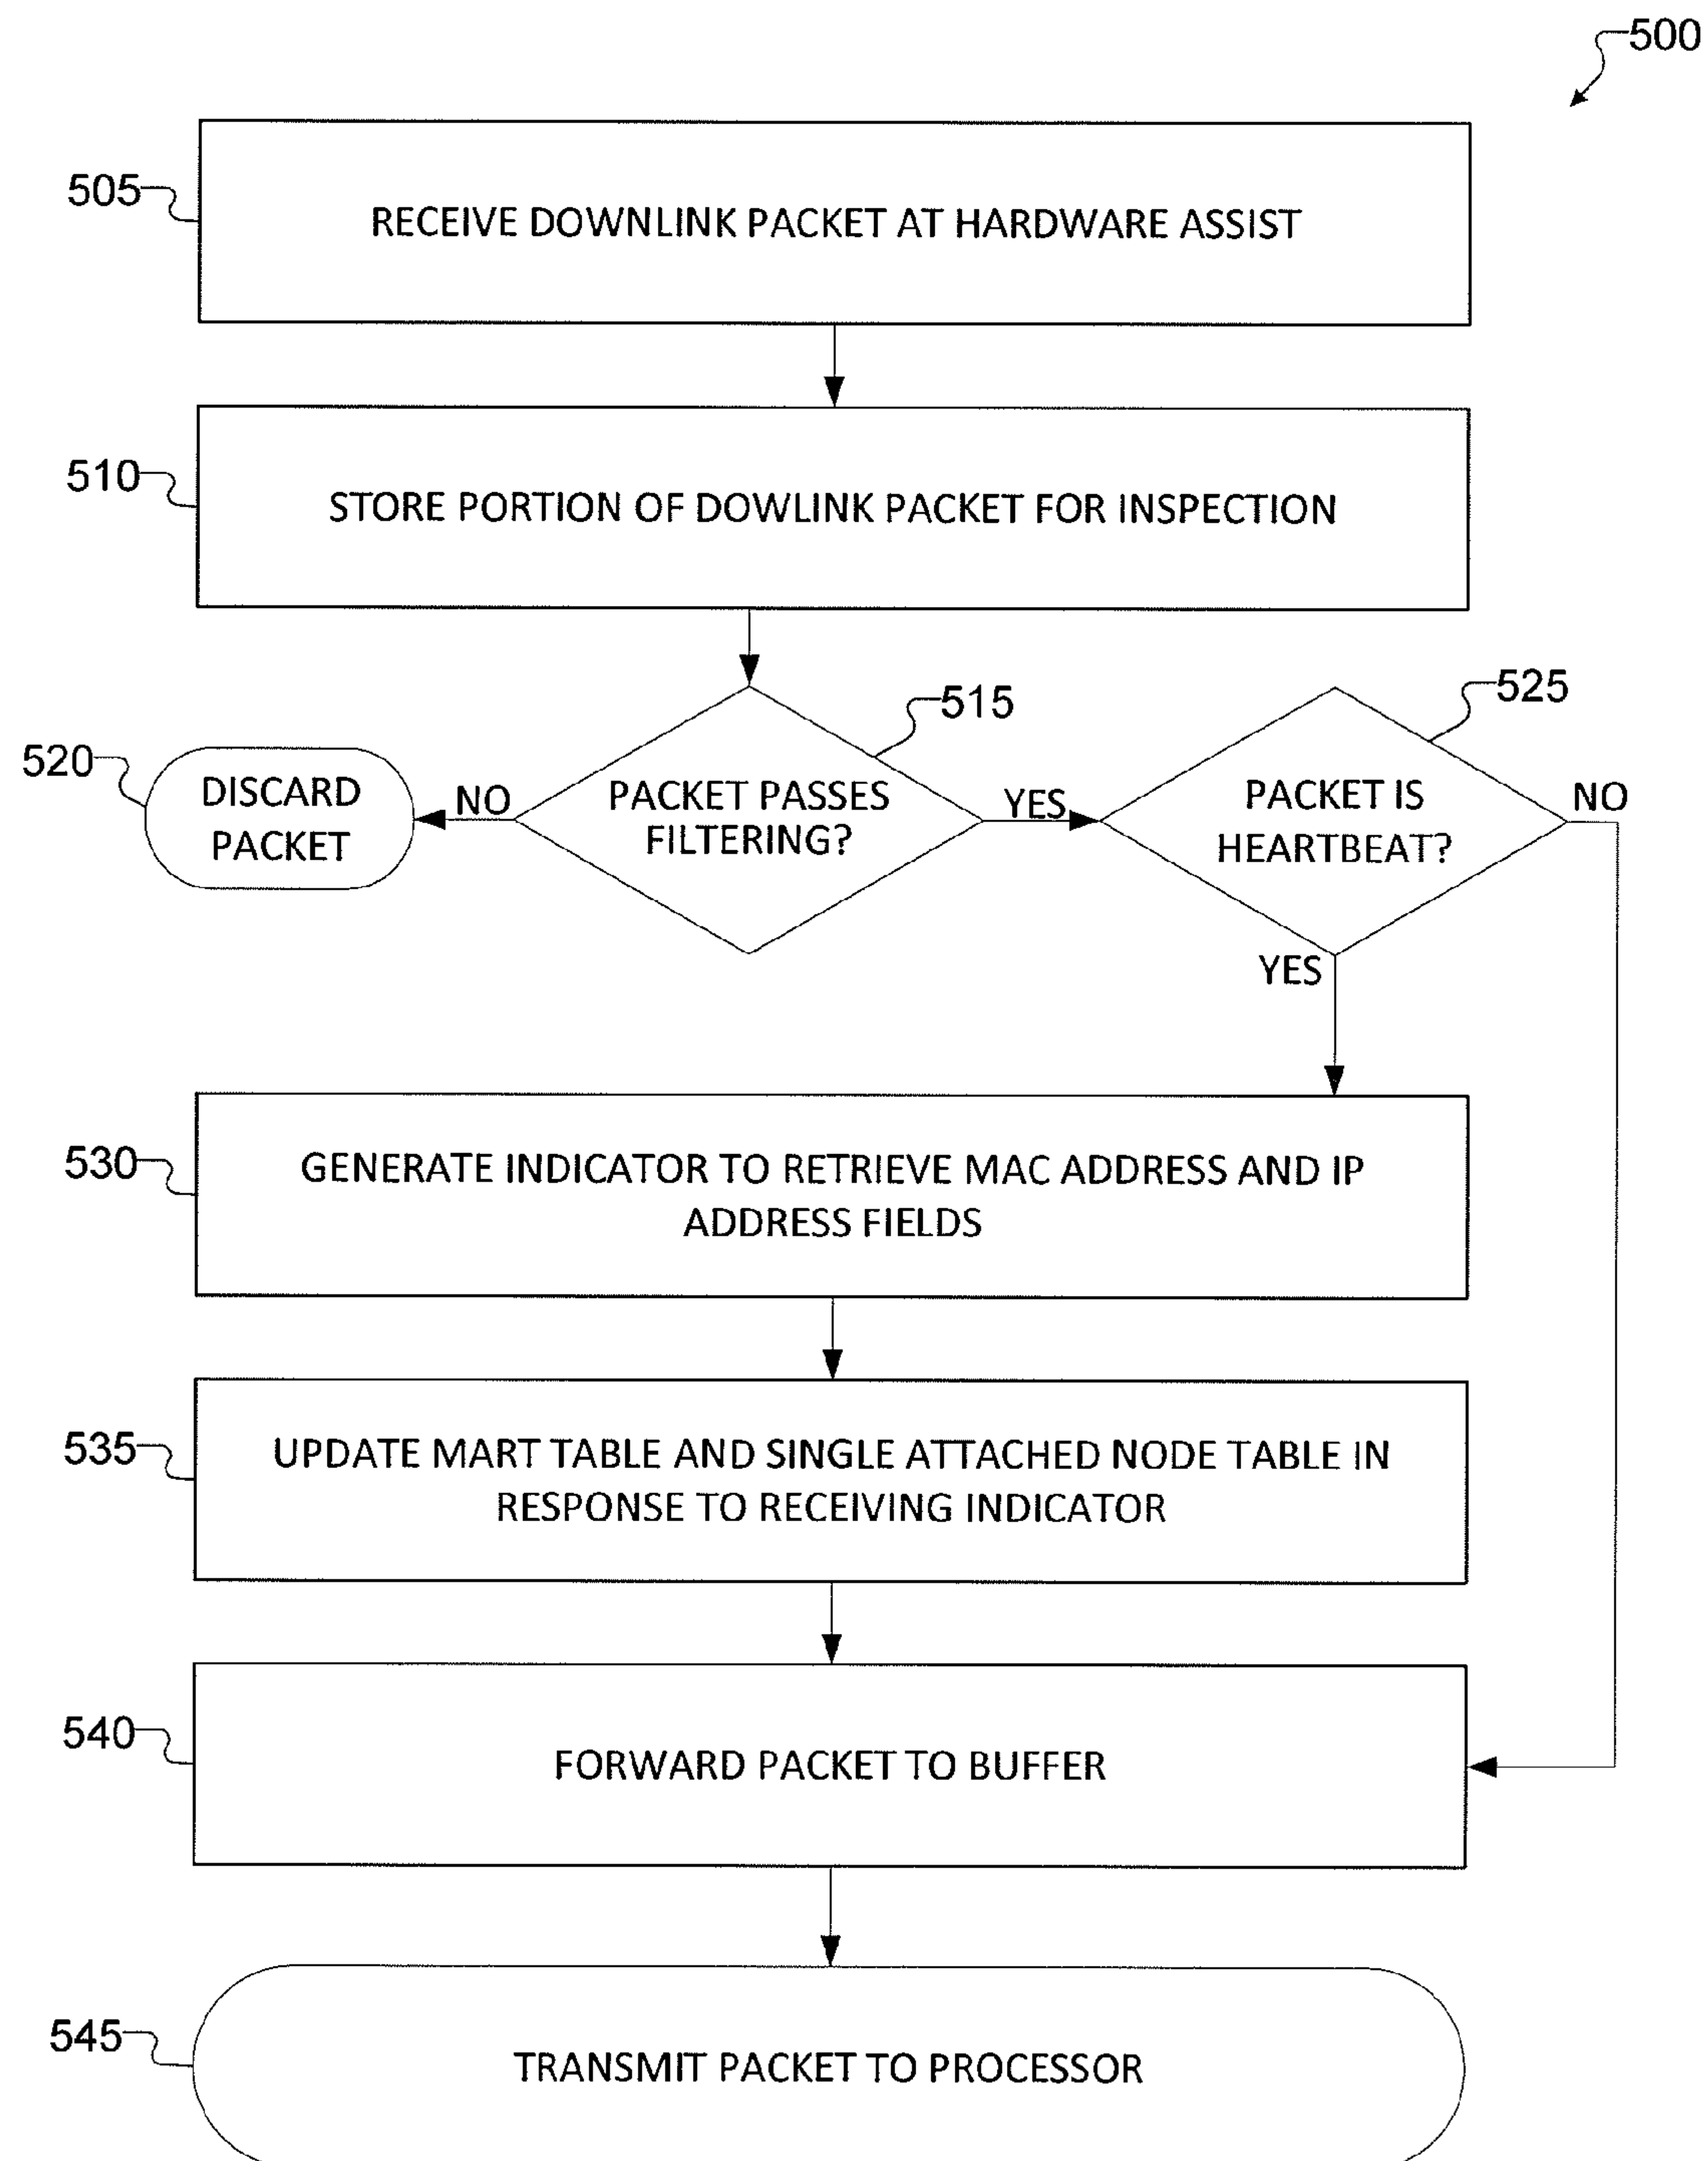 500
505
RECEIVE DOWNLINK PACKET AT HARDWARE ASSIST
510
STORE PORTION OF DOWLINK PACKET FOR INSPECTION
515
525
520
DISCARD
PACKET
NO
PACKET PASSES
FILTERING?
YES
PACKET IS
HEARTBEAT?
NO
YES
530
GENERATE INDICATOR TO RETRIEVE MAC ADDRESS AND IP
ADDRESS FIELDS
535
UPDATE MART TABLE AND SINGLE ATTACHED NODE TABLE IN
RESPONSE TO RECEIVING INDICATOR
540
FORWARD PACKET TO BUFFER
545
TRANSMIT PACKET TO PROCESSOR